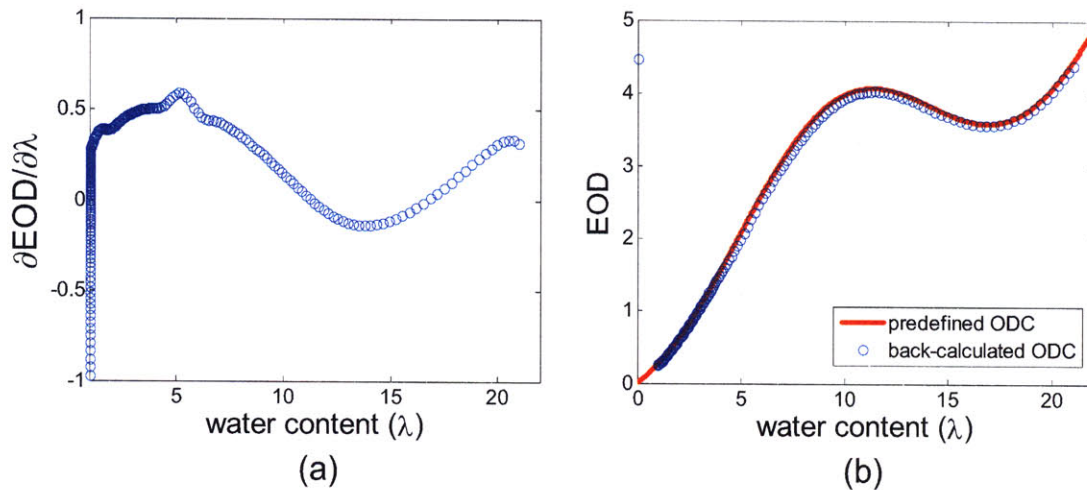 1
0.5
0
-0.5
-1
∂EOD/∂λ
5
10
15
20
water content (λ)
(a)
5
4
3
2
1
0
EOD
predefined ODC
back-calculated ODC
0
5
10
15
20
water content (λ)
(b)